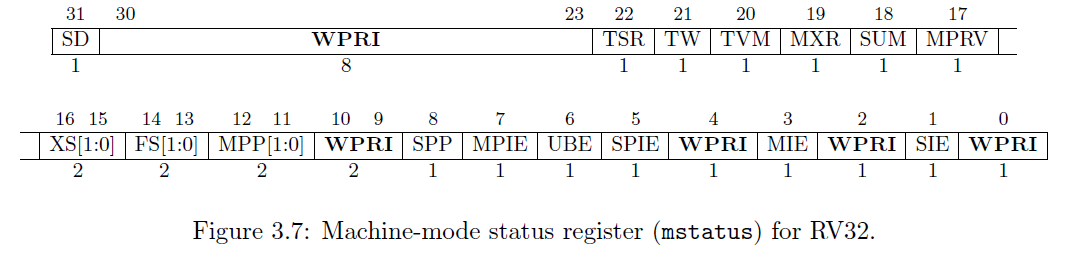 31 30 23 22 21 20 19 18 17
SD WPRI TSR TW TVM MXR SUM MPRV
1 8 1 1 1 1 1 1
16 15 14 13 12 11 10 9 8 7 6 5 4 3 2 1 0
XS[1:0] FS[1:0] MPP[1:0] WPRI SPP MPIE UBE SPIE WPRI MIE WPRI SIE WPRI
2 2 2 2 1 1 1 1 1 1 1 1 1
Figure 3.7: Machine-mode status register (mstatus) for RV32.